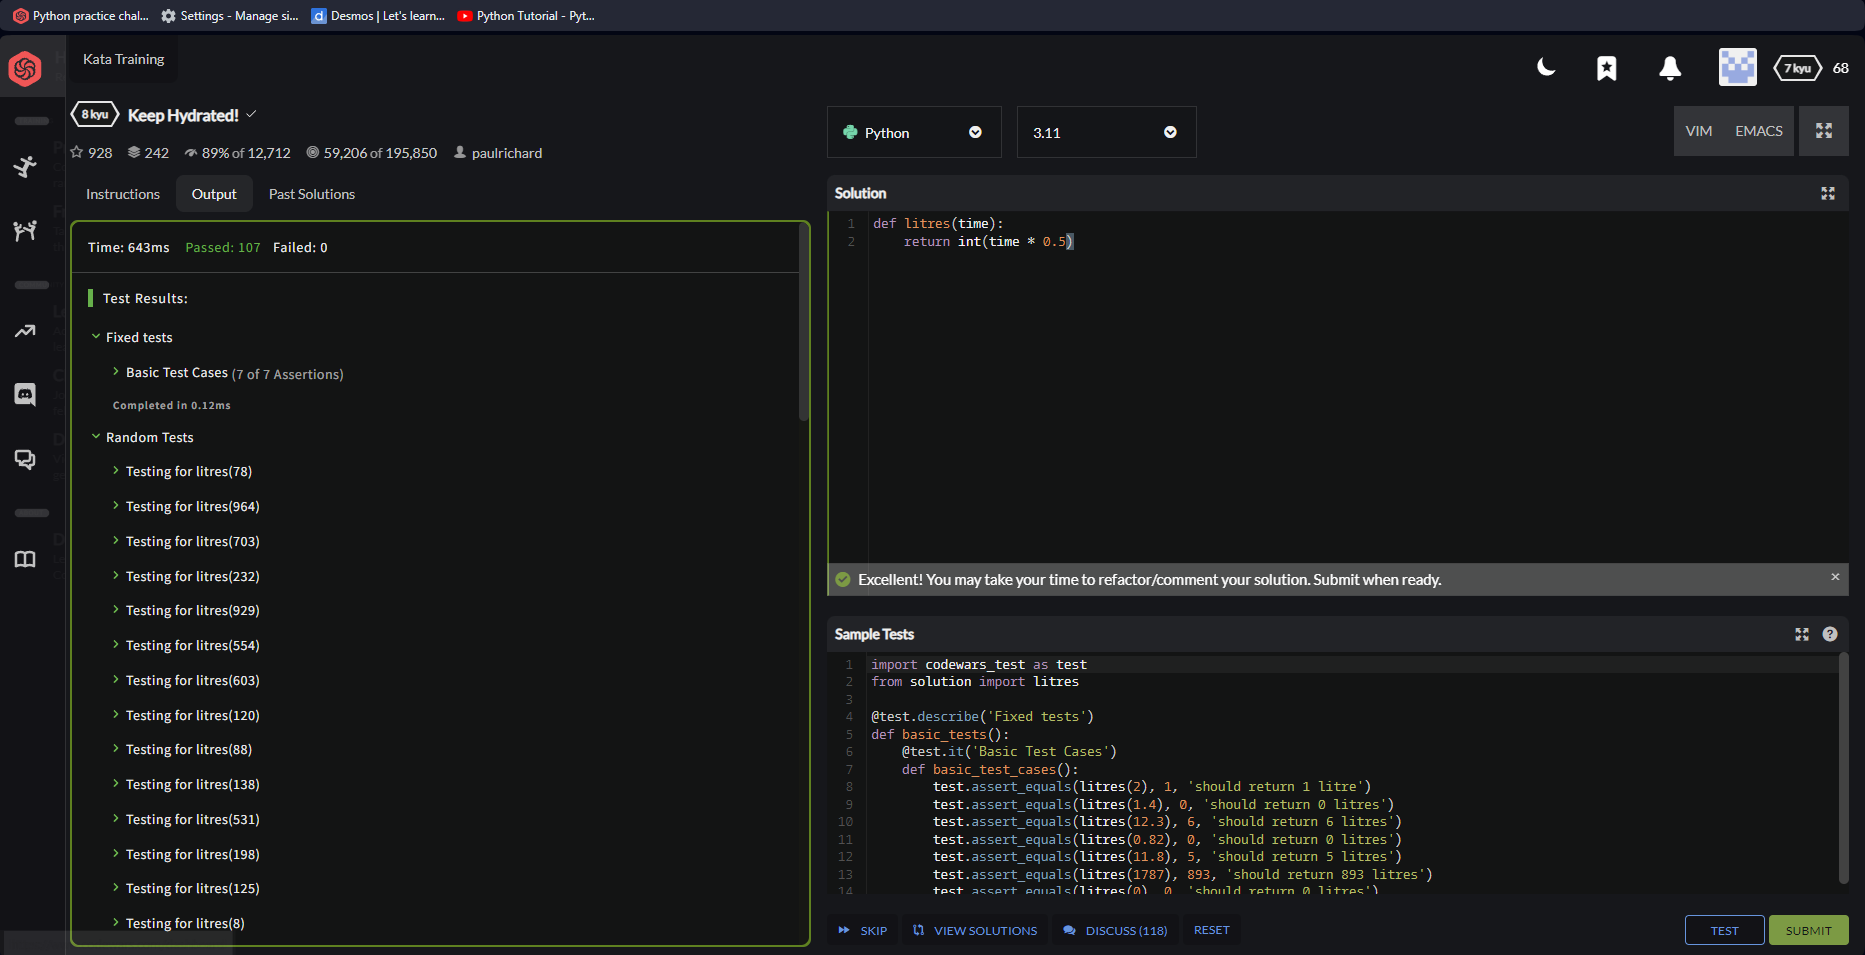 Python practice chal...
Settings - Manage si...
Desmos | Let's learn...
Python Tutorial - Pyt...
Kata Training
7 kyu
68
8 kyu
Keep Hydrated!
928
242
89% of 12,712
59,206 of 195,850
paulrichard
Python
3.11
VIM
EMACS
Instructions
Output
Past Solutions
Time: 643ms Passed: 107 Failed: 0
Test Results:
Fixed tests
Basic Test Cases (7 of 7 Assertions)
Completed in 0.12ms
Random Tests
Testing for litres(78)
Testing for litres(964)
Testing for litres(703)
Testing for litres(232)
Testing for litres(929)
Testing for litres(554)
Testing for litres(603)
Testing for litres(120)
Testing for litres(88)
Testing for litres(138)
Testing for litres(531)
Testing for litres(198)
Testing for litres(125)
Testing for litres(8)
Solution
1 def litres(time):
2     return int(time * 0.5)
Excellent! You may take your time to refactor/comment your solution. Submit when ready.
Sample Tests
1 import codewars_test as test
2 from solution import litres
3
4 @test.describe('Fixed tests')
5 def basic_tests():
6     @test.it('Basic Test Cases')
7     def basic_test_cases():
8         test.assert_equals(litres(2), 1, 'should return 1 litre')
9         test.assert_equals(litres(1.4), 0, 'should return 0 litres')
10         test.assert_equals(litres(12.3), 6, 'should return 6 litres')
11         test.assert_equals(litres(0.82), 0, 'should return 0 litres')
12         test.assert_equals(litres(11.8), 5, 'should return 5 litres')
13         test.assert_equals(litres(1787), 893, 'should return 893 litres')
14         test.assert_equals(litres(0), 0, 'should return 0 litres')
SKIP
VIEW SOLUTIONS
DISCUSS (118)
RESET
TEST
SUBMIT